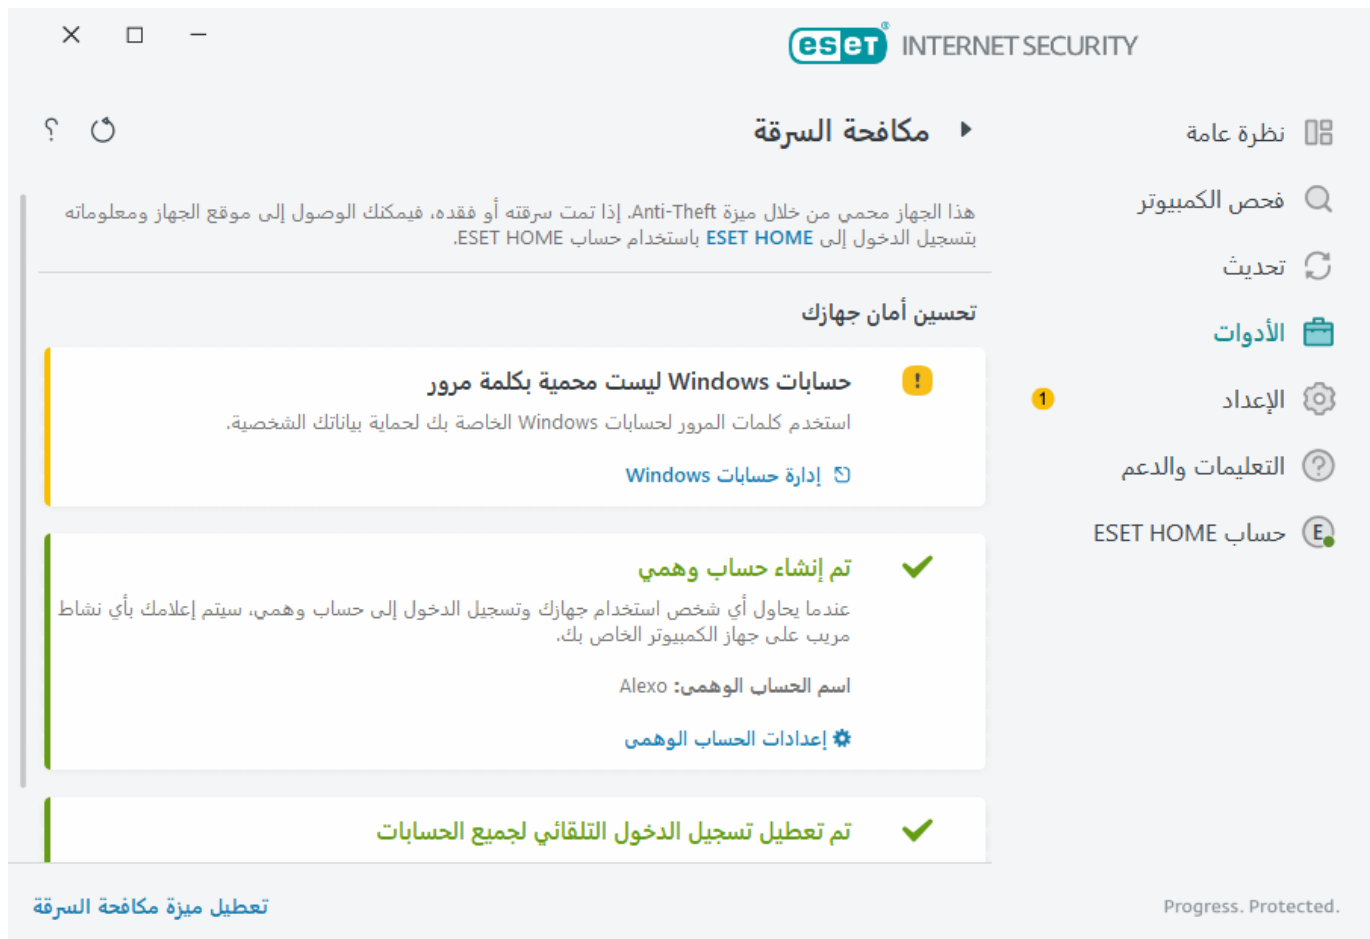 eset® INTERNET SECURITY
نظرة عامة
فحص الكمبيوتر
تحديث
الأدوات
الإعداد
1
التعليمات والدعم
حساب ESET HOME
E
Progress. Protected.
مكافحة السرقة
؟
هذا الجهاز محمي من خلال ميزة Anti-Theft. إذا تمت سرقته أو فقده، فيمكنك الوصول إلى موقع الجهاز ومعلوماته
بتسجيل الدخول إلى ESET HOME باستخدام حساب ESET HOME.
تحسين أمان جهازك
حسابات Windows ليست محمية بكلمة مرور
استخدم كلمات المرور لحسابات Windows الخاصة بك لحماية بياناتك الشخصية.
إدارة حسابات Windows
تم إنشاء حساب وهمي
عندما يحاول أي شخص استخدام جهازك وتسجيل الدخول إلى حساب وهمي، سيتم إعلامك بأي نشاط
مريب على جهاز الكمبيوتر الخاص بك.
اسم الحساب الوهمي: Alexo
إعدادات الحساب الوهمي
تم تعطيل تسجيل الدخول التلقائي لجميع الحسابات
تعطيل ميزة مكافحة السرقة